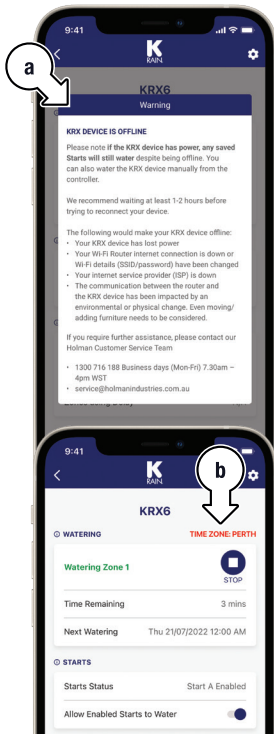 9:41
K
RAIN
a
KRX6
Warning
KRX DEVICE IS OFFLINE
Please note if the KRX device has power, any saved
Starts will still water despite being offline. You
can also water the KRX device manually from the
controller.
We recommend waiting at least 1-2 hours before
trying to reconnect your device.
The following would make your KRX device offline:
· Your KRX device has lost power
· Your Wi-Fi Router internet connection is down or
Wi-Fi details (SSID/password) have been changed
· Your internet service provider (ISP) is down
· The communication between the router and
the KRX device has been impacted by an
environmental or physical change. Even moving/
adding furniture needs to be considered.
If you require further assistance, please contact our
Holman Customer Service Team
· 1300 716 188 Business days (Mon-Fri) 7.30am –
4pm WST
· service@holmanindustries.com.au
9:41
K
RAIN
b
KRX6
WATERING TIME ZONE: PERTH
Watering Zone 1
STOP
Time Remaining 3 mins
Next Watering Thu 21/07/2022 12:00 AM
STARTS
Starts Status Start A Enabled
Allow Enabled Starts to Water